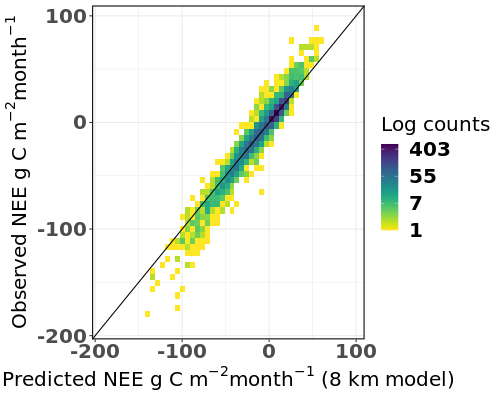 Observed NEE g C m⁻²month⁻¹
100
0
-100
-200
-200 -100 0 100
Predicted NEE g C m⁻²month⁻¹ (8 km model)
Log counts
403
55
7
1